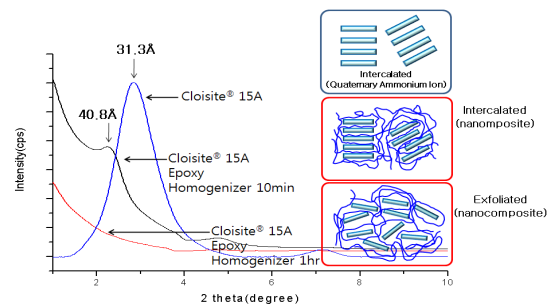 31.3Å
Cloisite® 15A
40.8Å
Cloisite® 15A
Epoxy
Homogenizer 10min
Cloisite® 15A
Epoxy
Homogenizer 1hr
Intensity(cps)
2
4
6
8
10
2 theta(degree)
Intercalated
(Quaternary Ammonium Ion)
Intercalated
(nanomposite)
Exfoliated
(nanocomposite)